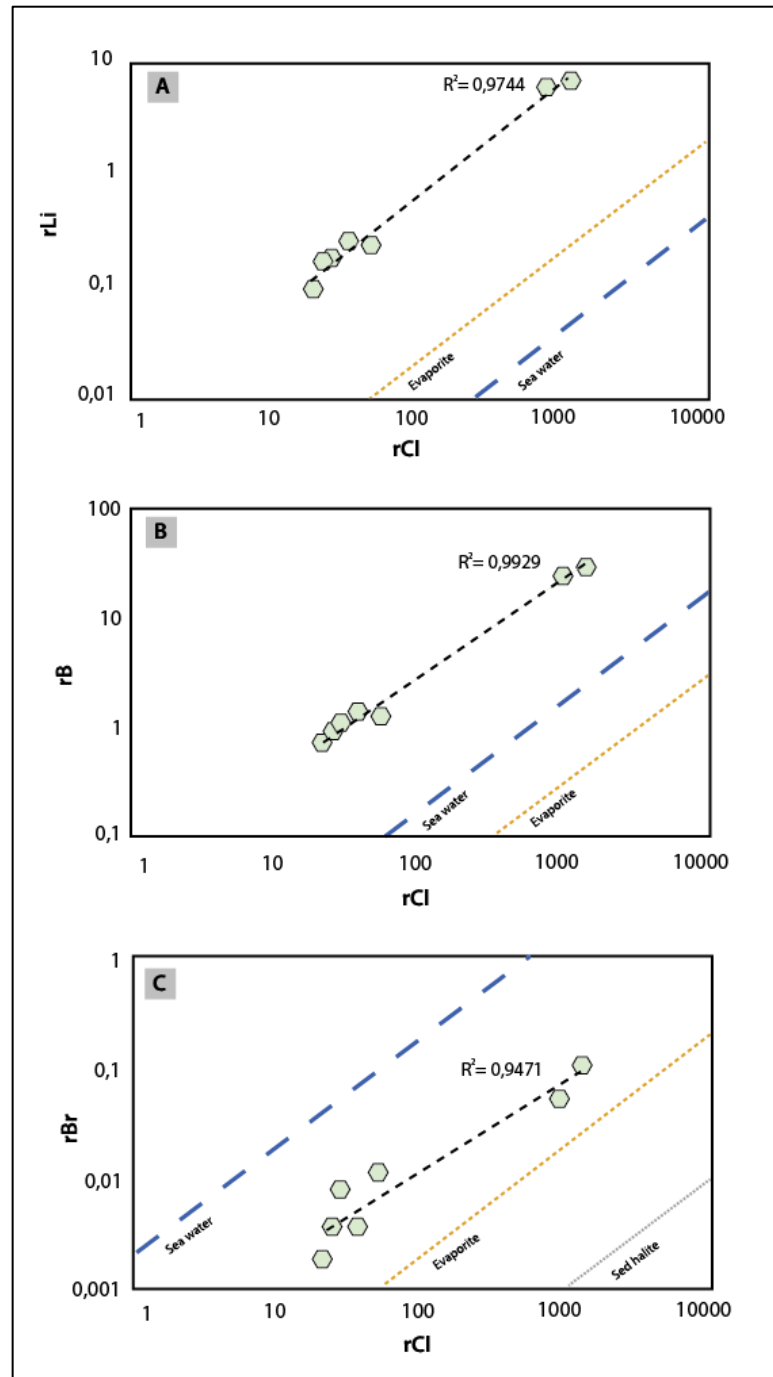 10
A
R²= 0,9744
1
rLi
0,1
Evaporite
Sea water
0,01
1
10
100
1000
10000
rCl
100
B
R²= 0,9929
10
rB
1
Sea water
Evaporite
0,1
1
10
100
1000
10000
rCl
1
C
R²= 0,9471
0,1
rBr
0,01
Sea water
Evaporite
Sed halite
0,001
1
10
100
1000
10000
rCl